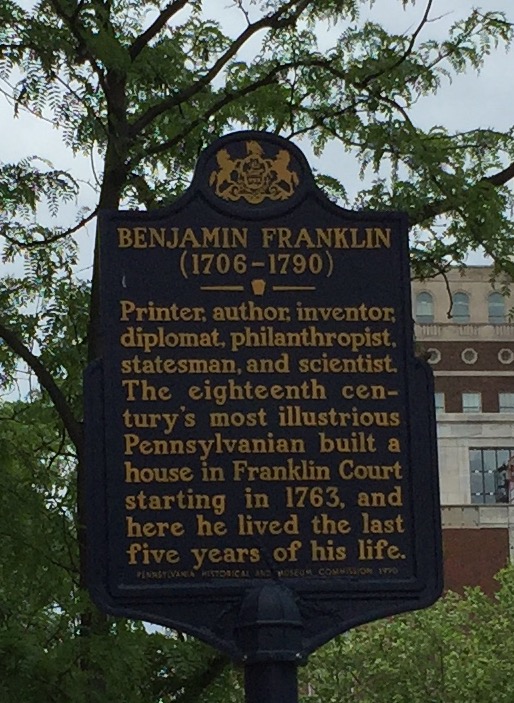 BENJAMIN FRANKLIN
(1706-1790)
Printer, author, inventor,
diplomat, philanthropist,
statesman, and scientist.
The eighteenth cen-
tury's most illustrious
Pennsylvanian built a
house in Franklin Court
starting in 1763, and
here he lived the last
five years of his life.
PENNSYLVANIA HISTORICAL AND MUSEUM COMMISSION 1990